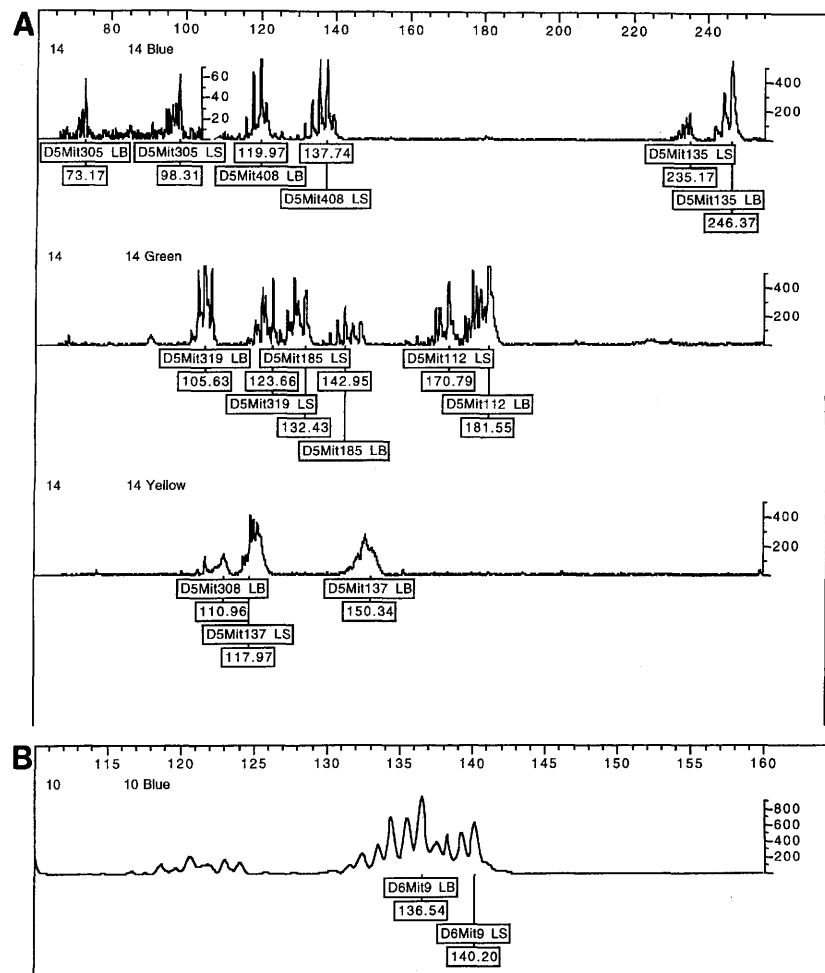 A
80 100 120 140 160 180 200 220 240
14 14 Blue
60
40
20
0
400
200
D5Mit305 LB D5Mit305 LS 119.97 137.74 D5Mit135 LS
73.17 98.31 D5Mit408 LB 235.17
D5Mit408 LS D5Mit135 LB
246.37
14 14 Green
400
200
D5Mit319 LB D5Mit185 LS D5Mit112 LS
105.63 123.66 142.95 170.79
D5Mit319 LS D5Mit112 LB
132.43 181.55
D5Mit185 LB
14 14 Yellow
400
200
D5Mit308 LB D5Mit137 LB
110.96 150.34
D5Mit137 LS
117.97
B
115 120 125 130 135 140 145 150 155 160
10 10 Blue
800
600
400
200
D6Mit9 LB
136.54
D6Mit9 LS
140.20